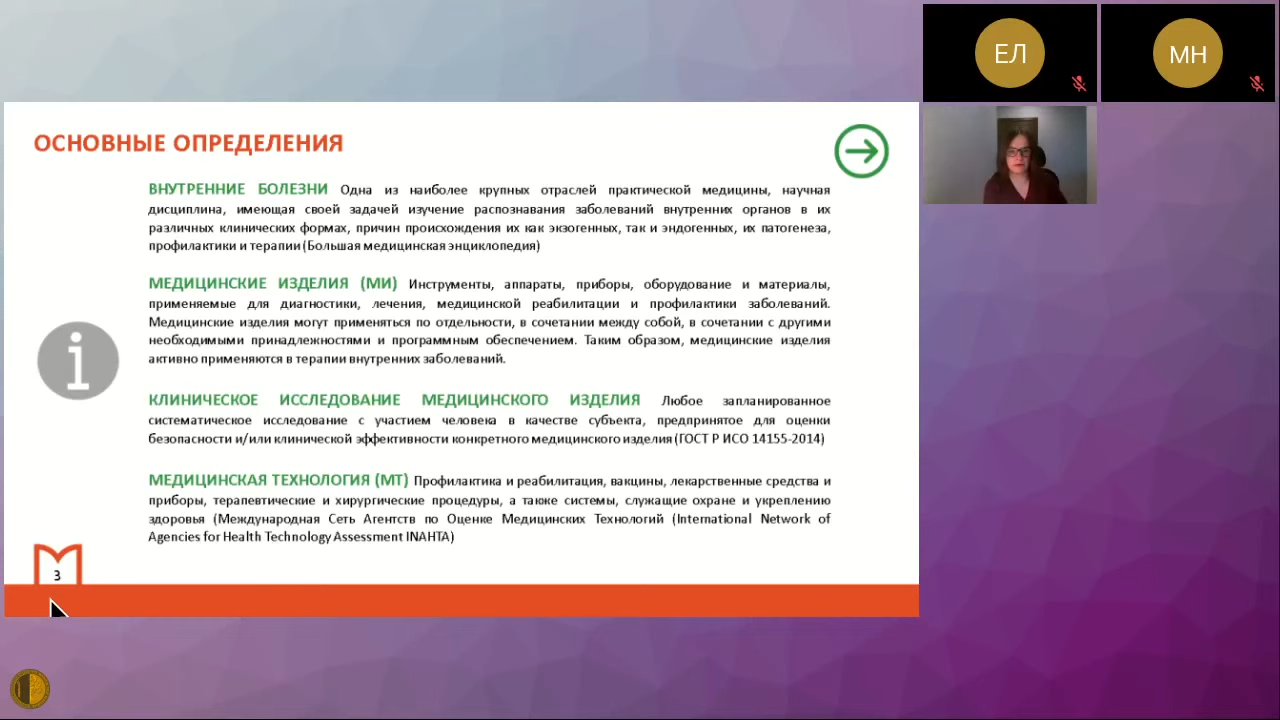 ОСНОВНЫЕ ОПРЕДЕЛЕНИЯ
ВНУТРЕННИЕ БОЛЕЗНИ Одна из наиболее крупных отраслей практической медицины, научная
дисциплина, имеющая своей задачей изучение распознавания заболеваний внутренних органов в их
различных клинических формах, причин происхождения их как экзогенных, так и эндогенных, их патогенеза,
профилактики и терапии (Большая медицинская энциклопедия)
МЕДИЦИНСКИЕ ИЗДЕЛИЯ (МИ) Инструменты, аппараты, приборы, оборудование и материалы,
применяемые для диагностики, лечения, медицинской реабилитации и профилактики заболеваний.
Медицинские изделия могут применяться по отдельности, в сочетании между собой, в сочетании с другими
необходимыми принадлежностями и программным обеспечением. Таким образом, медицинские изделия
активно применяются в терапии внутренних заболеваний.
КЛИНИЧЕСКОЕ ИССЛЕДОВАНИЕ МЕДИЦИНСКОГО ИЗДЕЛИЯ Любое запланированное
систематическое исследование с участием человека в качестве субъекта, предпринятое для оценки
безопасности и/или клинической эффективности конкретного медицинского изделия (ГОСТ Р ИСО 14155-2014)
МЕДИЦИНСКАЯ ТЕХНОЛОГИЯ (МТ) Профилактика и реабилитация, вакцины, лекарственные средства и
приборы, терапевтические и хирургические процедуры, а также системы, служащие охране и укреплению
здоровья (Международная Сеть Агентств по Оценке Медицинских Технологий (International Network of
Agencies for Health Technology Assessment INAHTA)
3
ЕЛ
МН